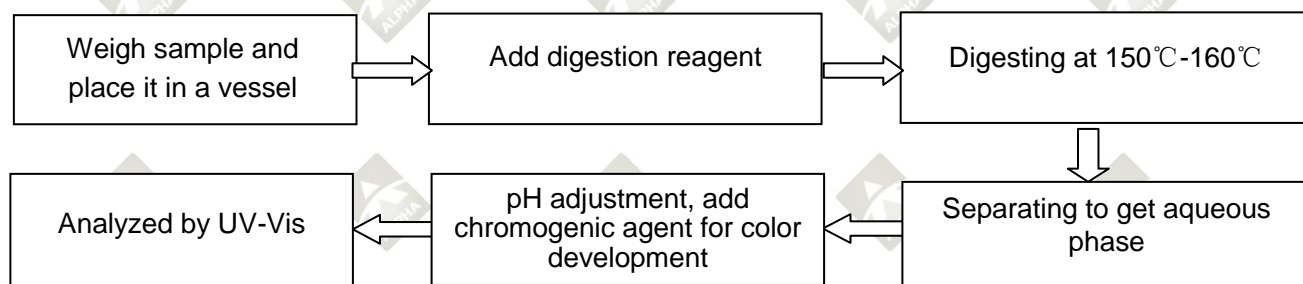 Weigh sample and
place it in a vessel
Add digestion reagent
Digesting at 150℃-160℃
Separating to get aqueous
phase
pH adjustment, add
chromogenic agent for color
development
Analyzed by UV-Vis